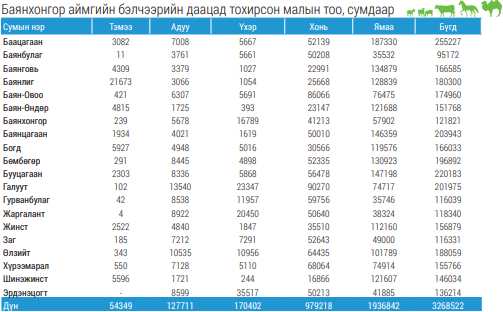 Баянхонгор аймгийн бэлчээрийн даацад тохирсон малын тоо, сумдаар
Сумын нэр Тэмээ Адуу Үхэр Хонь Ямаа Бүгд
Баацагаан 3082 7008 5667 52139 187330 255227
Баянбулаг 11 3761 5661 50208 35532 95172
Баянговь 4309 3379 1027 22991 134879 166585
Баянлиг 21673 3066 1054 25668 128839 180300
Баян-Овоо 421 6307 5691 86066 76475 174960
Баян-Өндөр 4815 1725 393 23147 121688 151768
Баянхонгор 239 5678 16789 41213 57902 121821
Баянцагаан 1934 4021 1619 50010 146359 203943
Богд 5927 4948 5016 30566 119576 166033
Бөмбөгөр 291 8445 4898 52335 130923 196892
Бууцагаан 2303 8336 5868 56478 147198 220183
Галуут 102 13540 23347 90270 74717 201975
Гурванбулаг 42 8538 11957 59756 35746 116039
Жаргалант 4 8922 20450 50640 38324 118340
Жинст 2522 4840 1847 35510 112160 156879
Заг 185 7212 7291 52643 49000 116331
Өлзийт 343 10535 10956 64435 101789 188059
Хүрээмарал 550 7128 5110 68064 74914 155766
Шинэжинст 5596 1721 244 16866 121607 146034
Эрдэнэцогт - 8599 35517 50213 41885 136214
Дүн 54349 127711 170402 979218 1936842 3268522